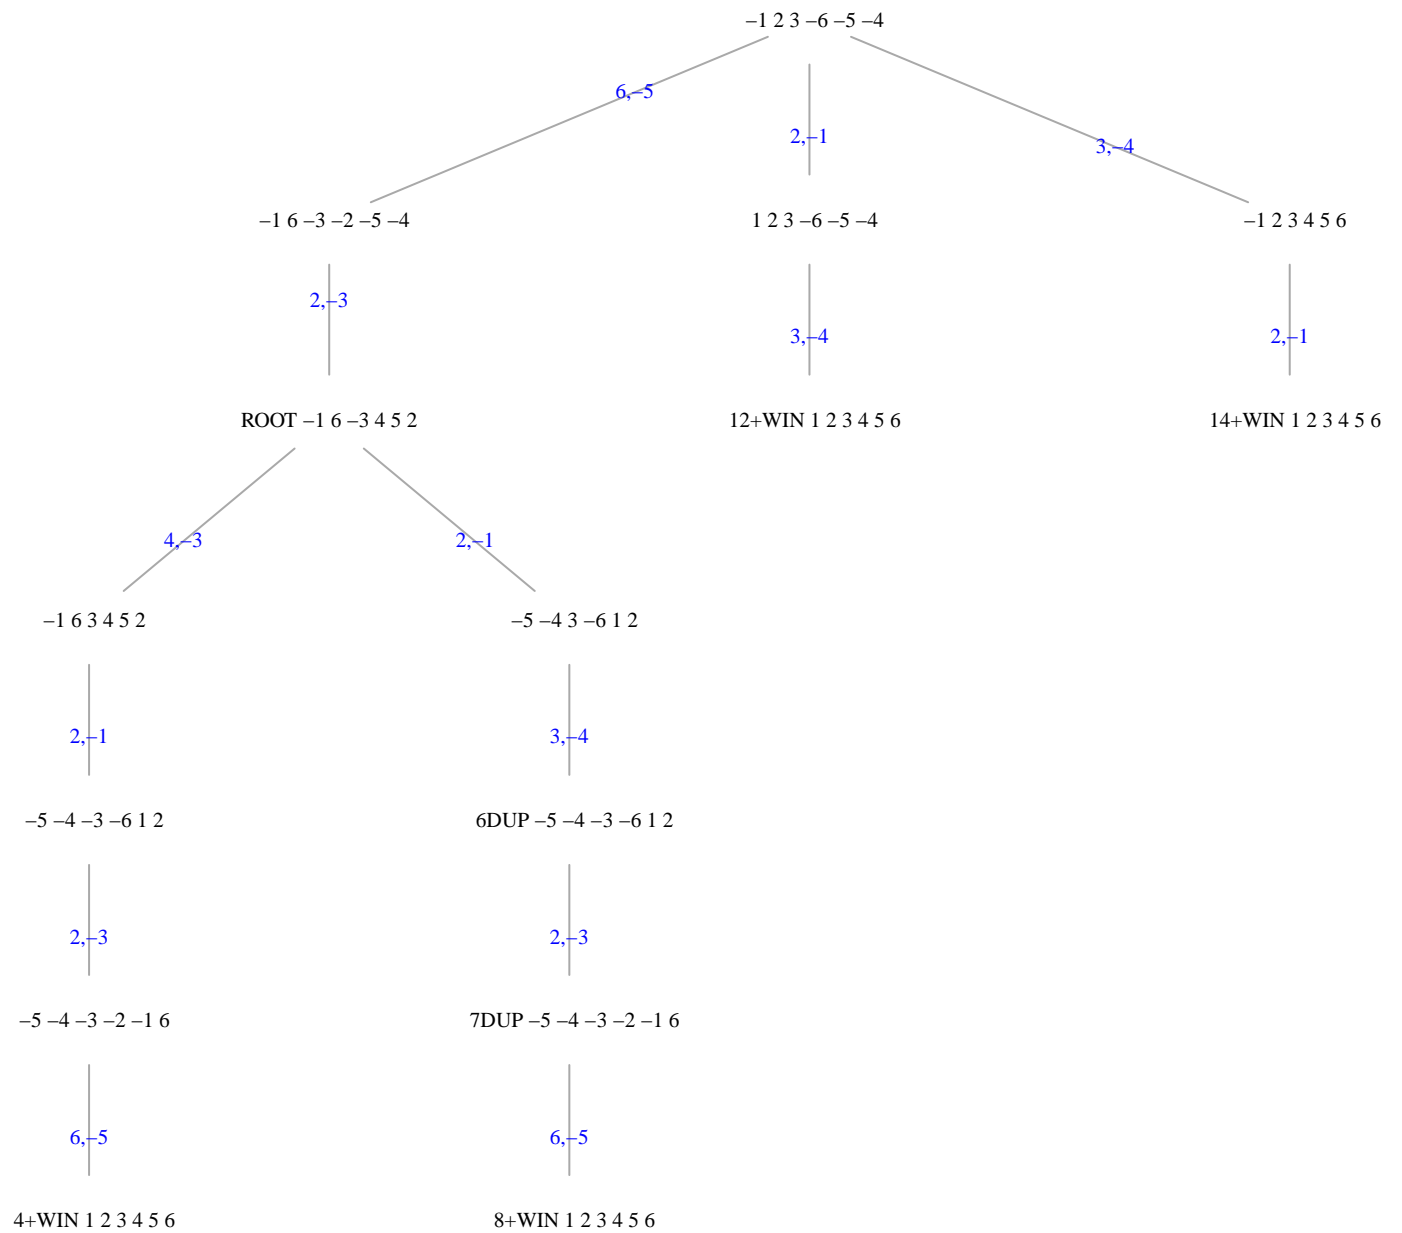 –1 2 3 –6 –5 –4
6,–5
2,–1
3,–4
–1 6 –3 –2 –5 –4
1 2 3 –6 –5 –4
–1 2 3 4 5 6
2,–3
3,–4
2,–1
ROOT –1 6 –3 4 5 2
12+WIN 1 2 3 4 5 6
14+WIN 1 2 3 4 5 6
4,–3
2,–1
–1 6 3 4 5 2
–5 –4 3 –6 1 2
2,–1
3,–4
–5 –4 –3 –6 1 2
6DUP –5 –4 –3 –6 1 2
2,–3
2,–3
–5 –4 –3 –2 –1 6
7DUP –5 –4 –3 –2 –1 6
6,–5
6,–5
4+WIN 1 2 3 4 5 6
8+WIN 1 2 3 4 5 6